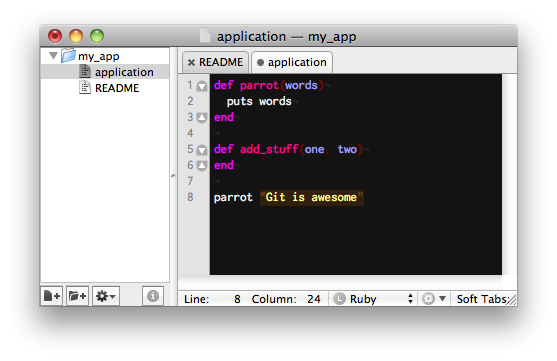 application — my_app
my_app
application
README
README
application
1 def parrot(words)¬
2   puts words¬
3 end¬
4 ¬
5 def add_stuff(one, two)¬
6 end¬
7 ¬
8 parrot "Git is awesome"
Line: 8 Column: 24 L Ruby Soft Tabs: